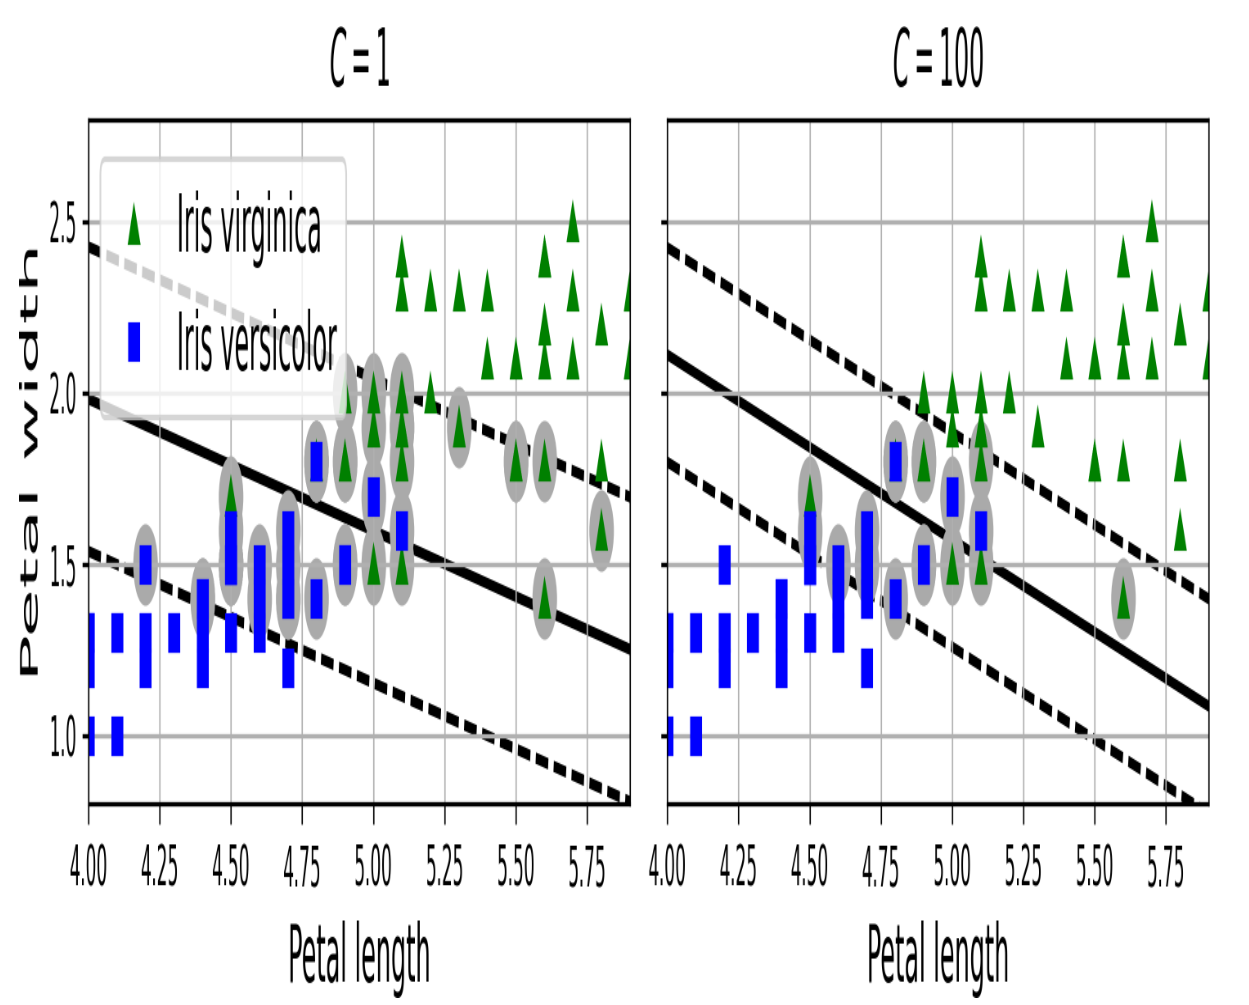 C = 1
C = 100
Iris virginica
Iris versicolor
Petal width
2.5
2.0
1.5
1.0
4.00 4.25 4.50 4.75 5.00 5.25 5.50 5.75
4.00 4.25 4.50 4.75 5.00 5.25 5.50 5.75
Petal length
Petal length